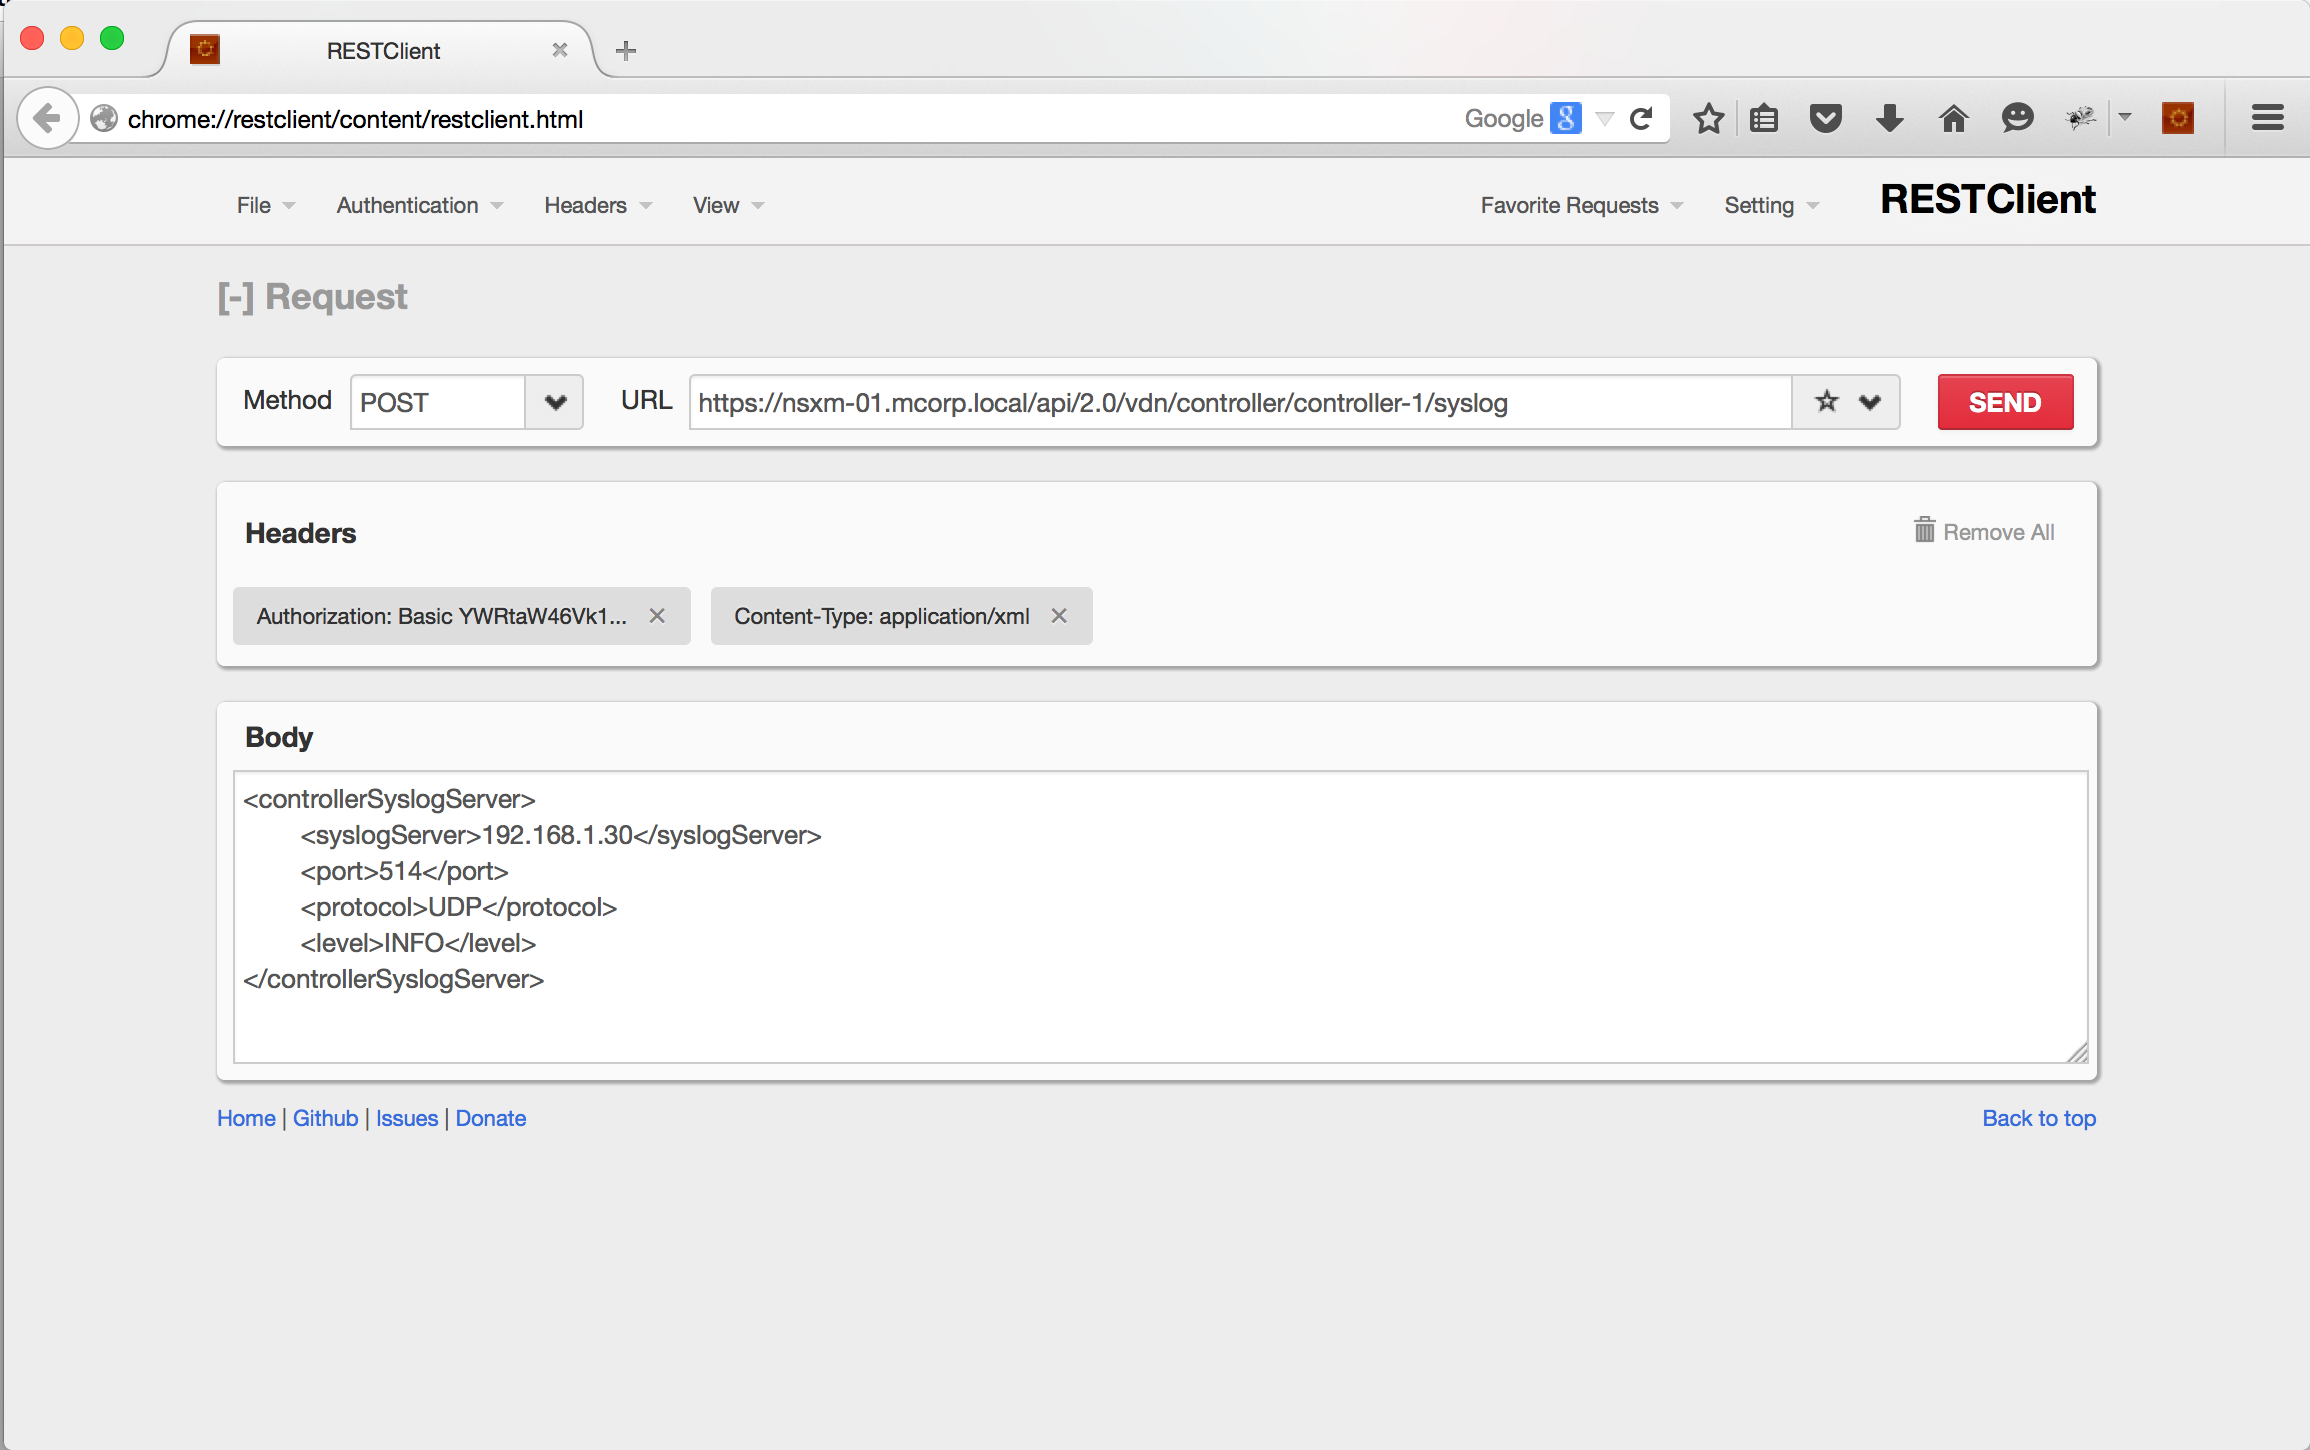 RESTClient
chrome://restclient/content/restclient.html
Google
File Authentication Headers View Favorite Requests Setting RESTClient
[-] Request
Method POST URL https://nsxm-01.mcorp.local/api/2.0/vdn/controller/controller-1/syslog SEND
Headers
Remove All
Authorization: Basic YWRtaW46Vk1... Content-Type: application/xml
Body
<controllerSyslogServer>
<syslogServer>192.168.1.30</syslogServer>
<port>514</port>
<protocol>UDP</protocol>
<level>INFO</level>
</controllerSyslogServer>
Home | Github | Issues | Donate
Back to top